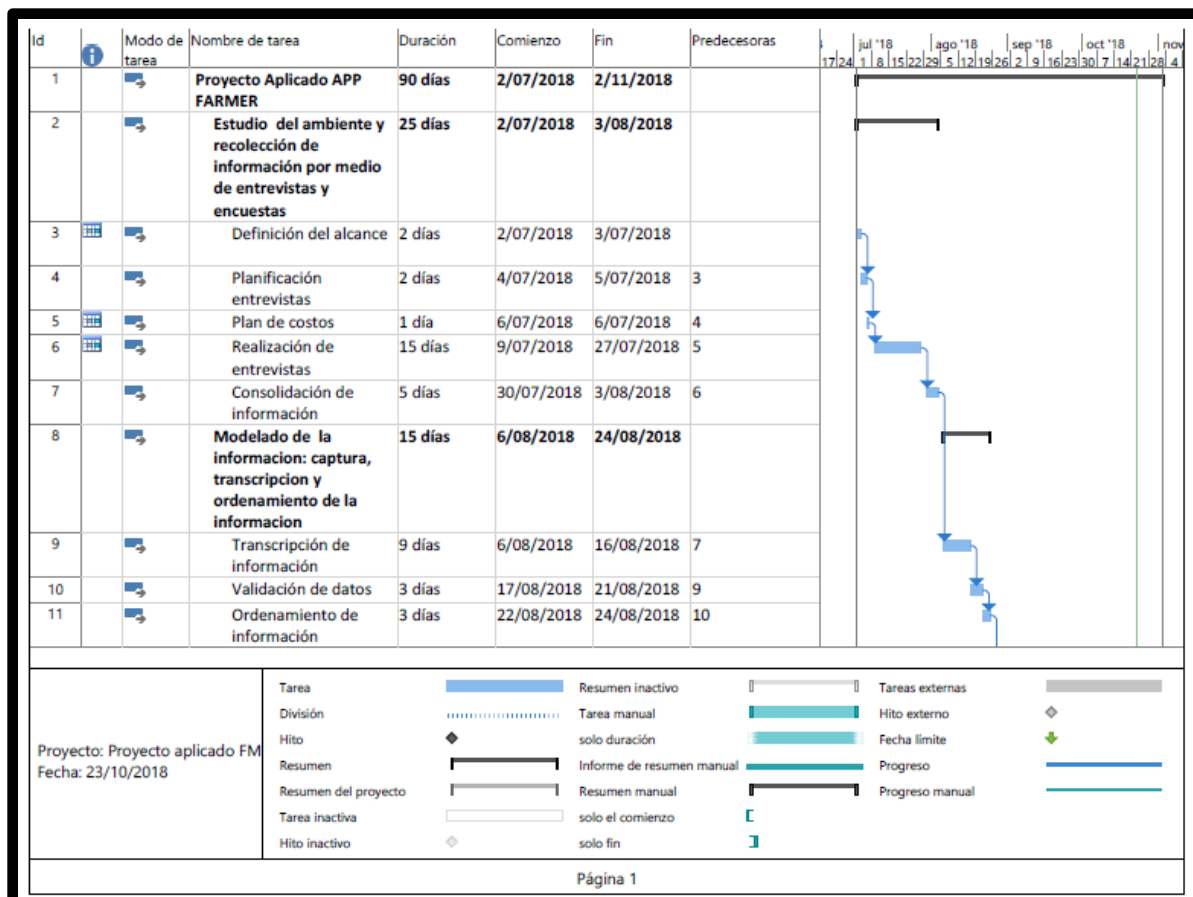 Id Modo de tarea Nombre de tarea Duración Comienzo Fin Predecesoras
jul '18 ago '18 sep '18 oct '18 nov
17 24 1 8 15 22 29 5 12 19 26 2 9 16 23 30 7 14 21 28 4
1 Proyecto Aplicado APP 90 días 2/07/2018 2/11/2018
FARMER
2 Estudio del ambiente y 25 días 2/07/2018 3/08/2018
recolección de
información por medio
de entrevistas y
encuestas
3 Definición del alcance 2 días 2/07/2018 3/07/2018
4 Planificación 2 días 4/07/2018 5/07/2018 3
entrevistas
5 Plan de costos 1 día 6/07/2018 6/07/2018 4
6 Realización de 15 días 9/07/2018 27/07/2018 5
entrevistas
7 Consolidación de 5 días 30/07/2018 3/08/2018 6
información
8 Modelado de la 15 días 6/08/2018 24/08/2018
informacion: captura,
transcripcion y
ordenamiento de la
informacion
9 Transcripción de 9 días 6/08/2018 16/08/2018 7
información
10 Validación de datos 3 días 17/08/2018 21/08/2018 9
11 Ordenamiento de 3 días 22/08/2018 24/08/2018 10
información
Proyecto: Proyecto aplicado FM
Fecha: 23/10/2018
Tarea Resumen inactivo Tareas externas
División Tarea manual Hito externo
Hito solo duración Fecha límite
Resumen Informe de resumen manual Progreso
Resumen del proyecto Resumen manual Progreso manual
Tarea inactiva solo el comienzo
Hito inactivo solo fin
Página 1